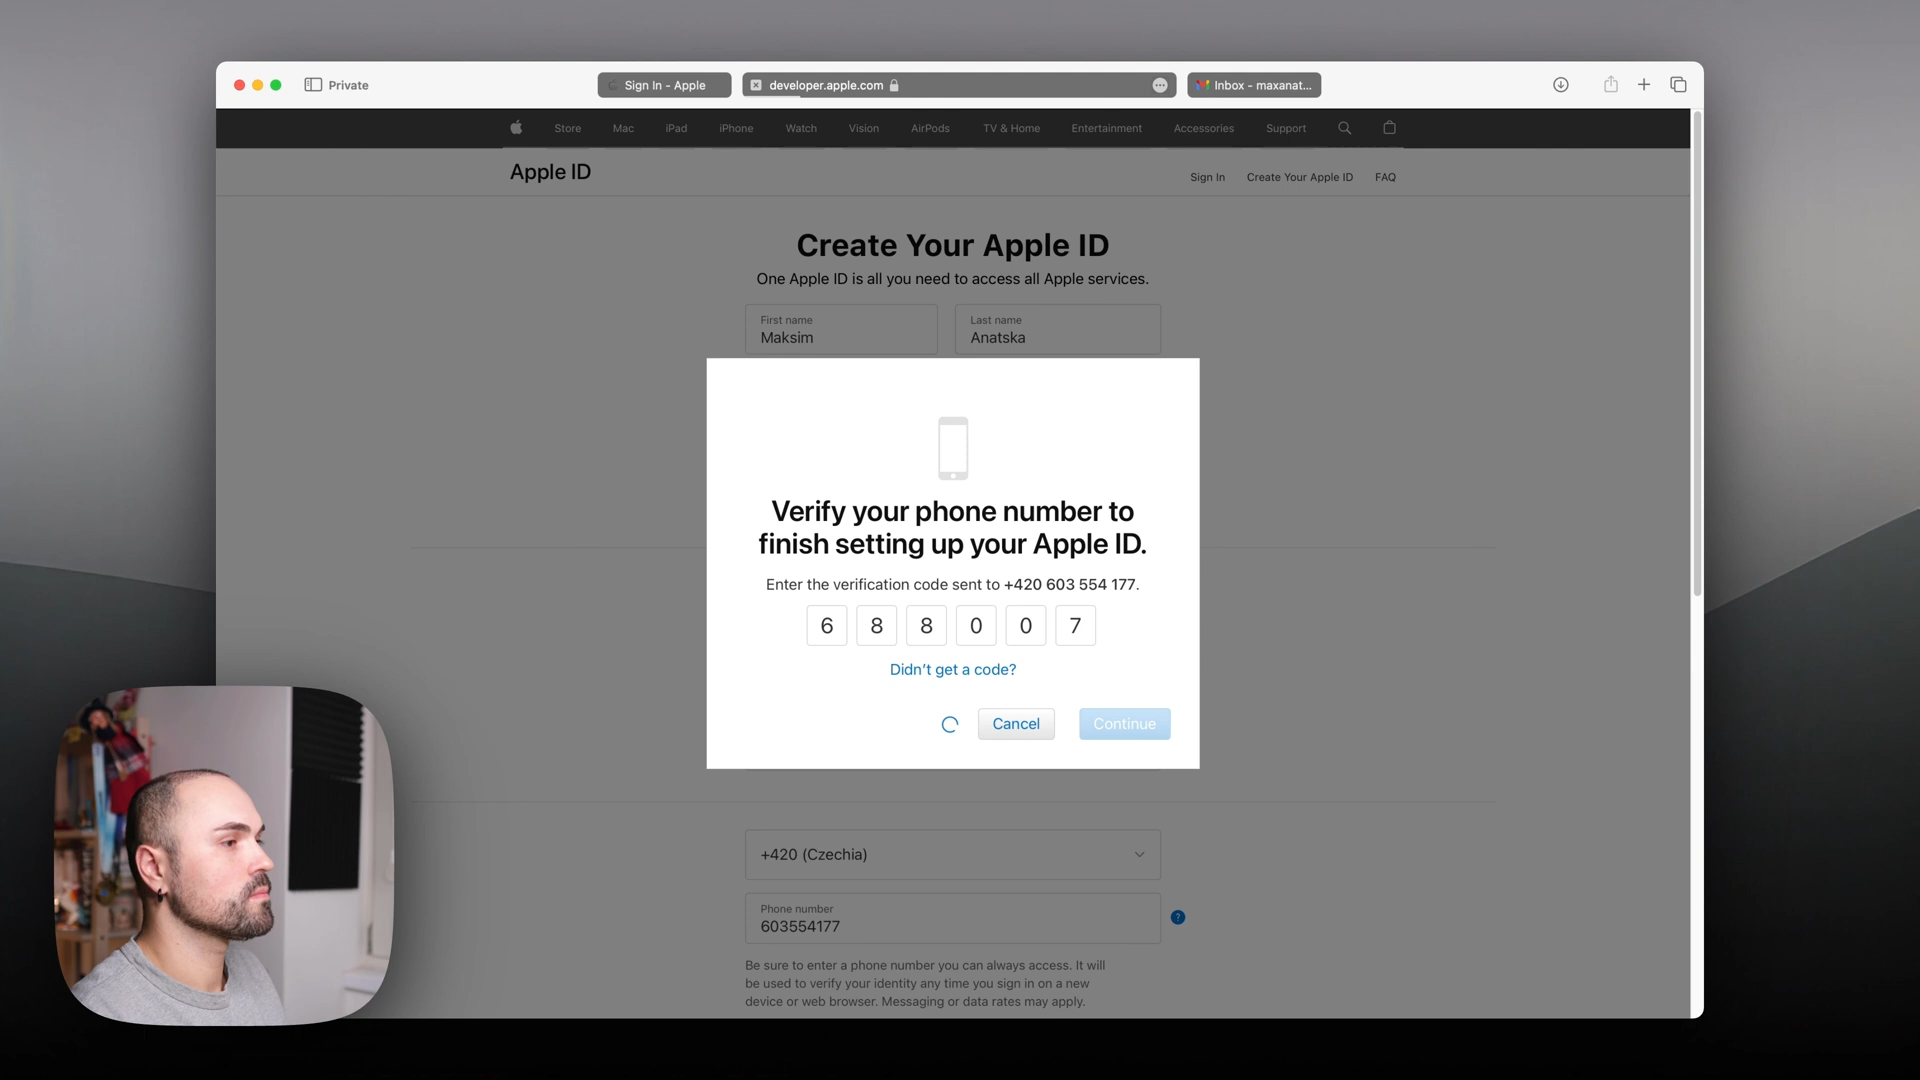 Private
Sign In - Apple
developer.apple.com
Inbox - maxanat...
Store Mac iPad iPhone Watch Vision AirPods TV & Home Entertainment Accessories Support
Apple ID
Sign In Create Your Apple ID FAQ
Create Your Apple ID
One Apple ID is all you need to access all Apple services.
First name
Maksim
Last name
Anatska
Verify your phone number to
finish setting up your Apple ID.
Enter the verification code sent to +420 603 554 177.
6 8 8 0 0 7
Didn't get a code?
Cancel Continue
+420 (Czechia)
Phone number
603554177
?
Be sure to enter a phone number you can always access. It will
be used to verify your identity any time you sign in on a new
device or web browser. Messaging or data rates may apply.